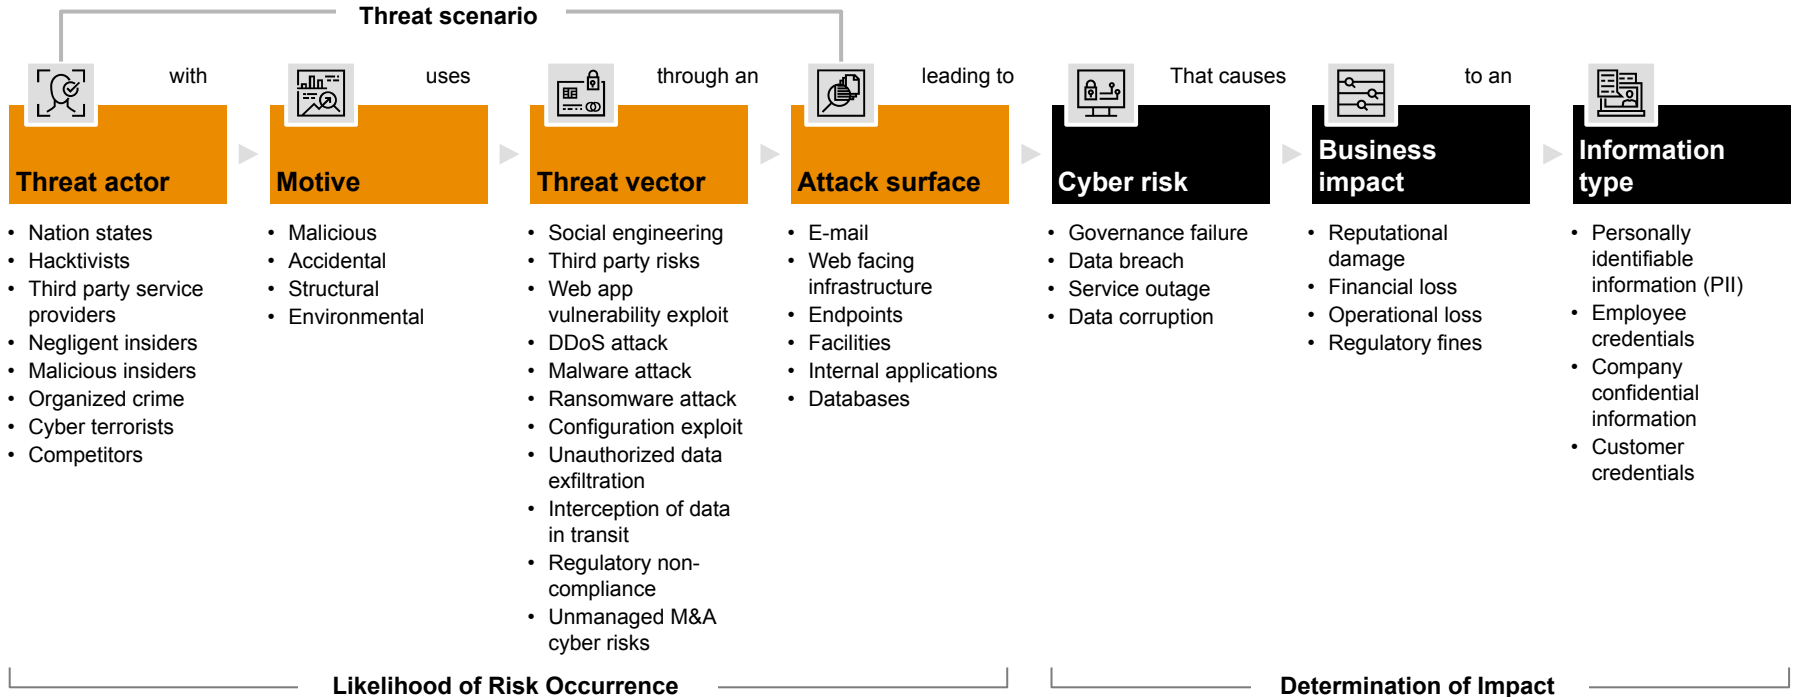 Threat scenario
with
uses
through an
leading to
That causes
to an
Threat actor
Motive
Threat vector
Attack surface
Cyber risk
Business
impact
Information
type
• Nation states
• Hacktivists
• Third party service
providers
• Negligent insiders
• Malicious insiders
• Organized crime
• Cyber terrorists
• Competitors
• Malicious
• Accidental
• Structural
• Environmental
• Social engineering
• Third party risks
• Web app
vulnerability exploit
• DDoS attack
• Malware attack
• Ransomware attack
• Configuration exploit
• Unauthorized data
exfiltration
• Interception of data
in transit
• Regulatory non-
compliance
• Unmanaged M&A
cyber risks
• E-mail
• Web facing
infrastructure
• Endpoints
• Facilities
• Internal applications
• Databases
• Governance failure
• Data breach
• Service outage
• Data corruption
• Reputational
damage
• Financial loss
• Operational loss
• Regulatory fines
• Personally
identifiable
information (PII)
• Employee
credentials
• Company
confidential
information
• Customer
credentials
Likelihood of Risk Occurrence
Determination of Impact